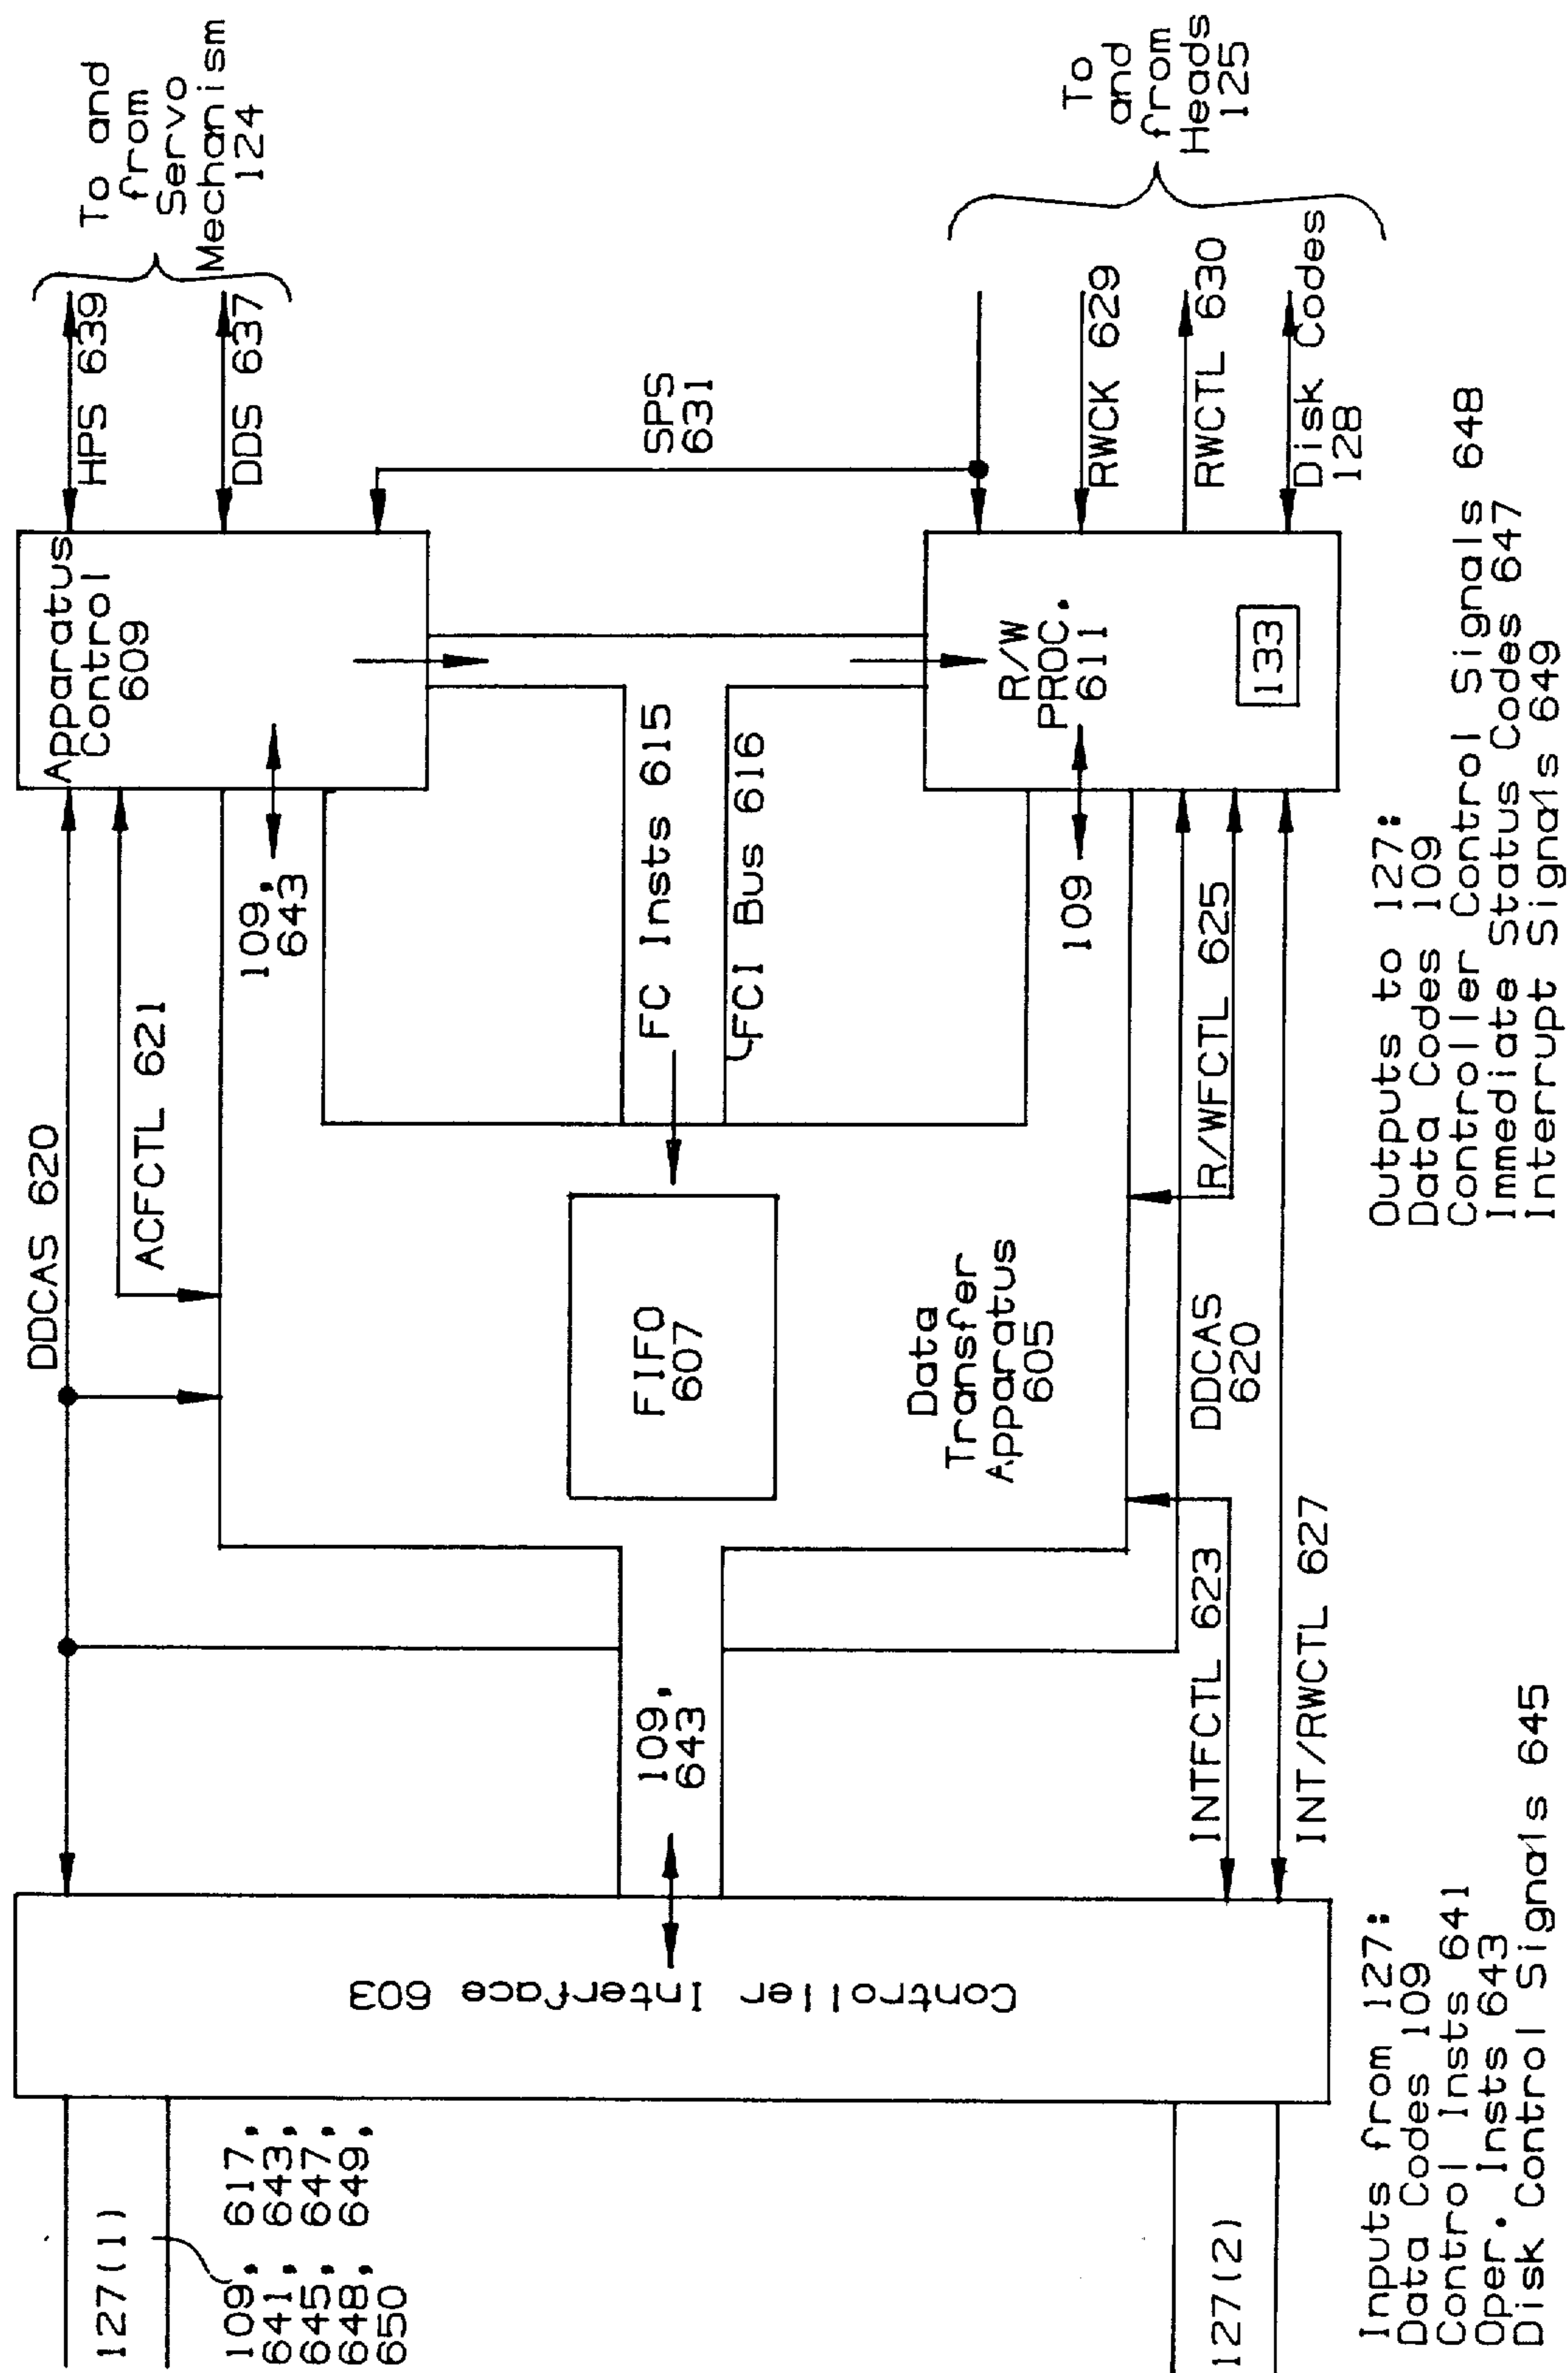 127(1)
109, 617,
641, 643,
645, 647,
648, 649,
650
127(2)
Controller Interface 603
DDCAS 620
ACFCTL 621
109,
643
FIFO
607
Data
Transfer
Apparatus
605
INTFCTL 623
INT/RWCTL 627
DDCAS
620
R/WFCTL 625
109,
643
FC Insts 615
FCI Bus 616
109
Apparatus
Control
609
R/W
PROC.
611
133
HPS 639
DDS 637
SPS
631
RWCK 629
RWCTL 630
Disk Codes
128
To and
from
Servo
Mechanism
124
To
and
from
Heads
125
Inputs from 127:
Data Codes 109
Control Insts 641
Oper. Insts 643
Disk Control Signals 645
Outputs to 127:
Data Codes 109
Controller Control Signals 648
Immediate Status Codes 647
Interrupt Signals 649